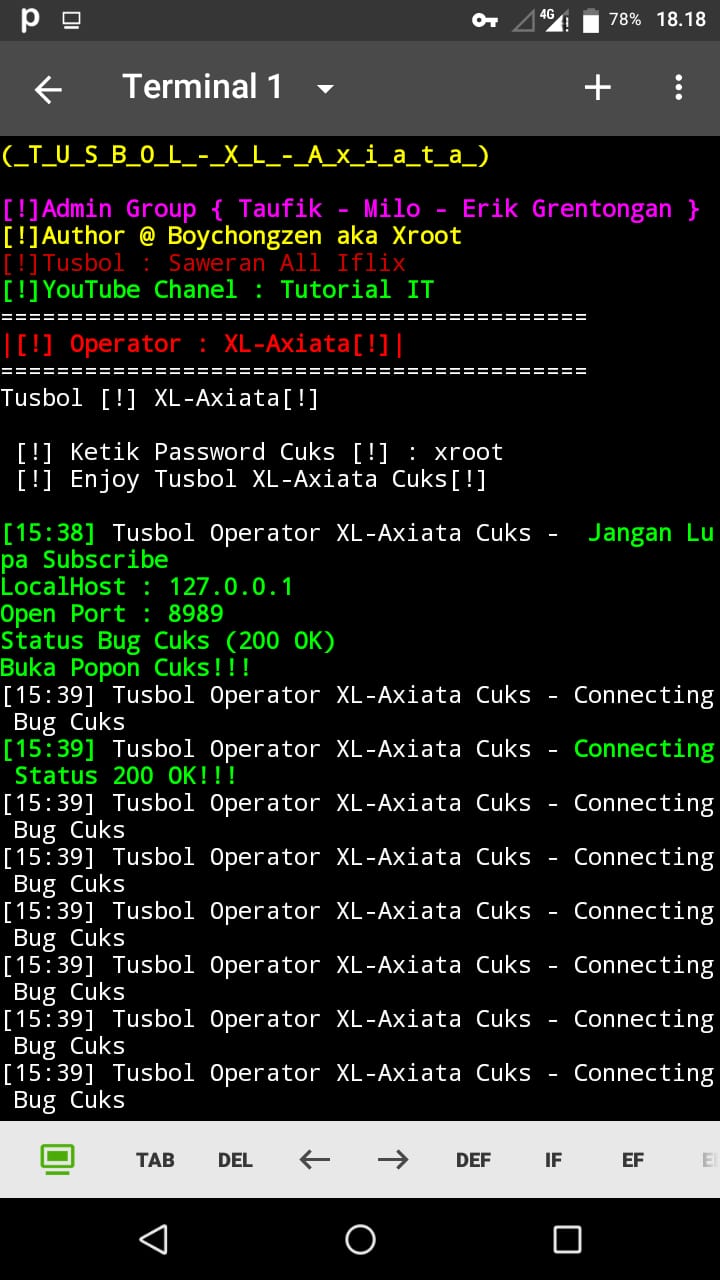 4G 78% 18.18
Terminal 1
(_T_U_S_B_O_L_-_X_L_-_A_x_i_a_t_a_)
[!]Admin Group { Taufik - Milo - Erik Grentongan }
[!]Author @ Boychongzen aka Xroot
[!]Tusbol : Saweran All Iflix
[!]YouTube Chanel : Tutorial IT
==========================================
|[!] Operator : XL-Axiata[!]|
==========================================
Tusbol [!] XL-Axiata[!]
[!] Ketik Password Cuks [!] : xroot
[!] Enjoy Tusbol XL-Axiata Cuks[!]
[15:38] Tusbol Operator XL-Axiata Cuks -  Jangan Lu
pa Subscribe
LocalHost : 127.0.0.1
Open Port : 8989
Status Bug Cuks (200 OK)
Buka Popon Cuks!!!
[15:39] Tusbol Operator XL-Axiata Cuks - Connecting
Bug Cuks
[15:39] Tusbol Operator XL-Axiata Cuks - Connecting
Status 200 OK!!!
[15:39] Tusbol Operator XL-Axiata Cuks - Connecting
Bug Cuks
[15:39] Tusbol Operator XL-Axiata Cuks - Connecting
Bug Cuks
[15:39] Tusbol Operator XL-Axiata Cuks - Connecting
Bug Cuks
[15:39] Tusbol Operator XL-Axiata Cuks - Connecting
Bug Cuks
[15:39] Tusbol Operator XL-Axiata Cuks - Connecting
Bug Cuks
[15:39] Tusbol Operator XL-Axiata Cuks - Connecting
Bug Cuks
TAB DEL ← → DEF IF EF